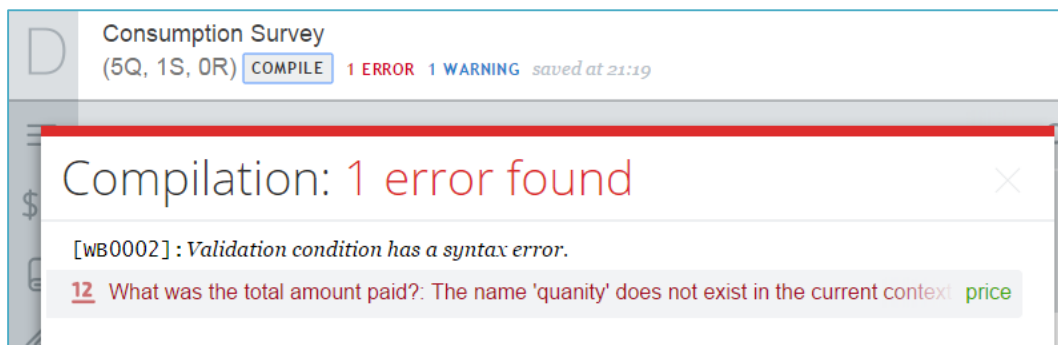 D
Consumption Survey
(5Q, 1S, 0R) COMPILE 1 ERROR 1 WARNING saved at 21:19
$
Compilation: 1 error found
[WB0002]: Validation condition has a syntax error.
12 What was the total amount paid?: The name 'quanity' does not exist in the current context price